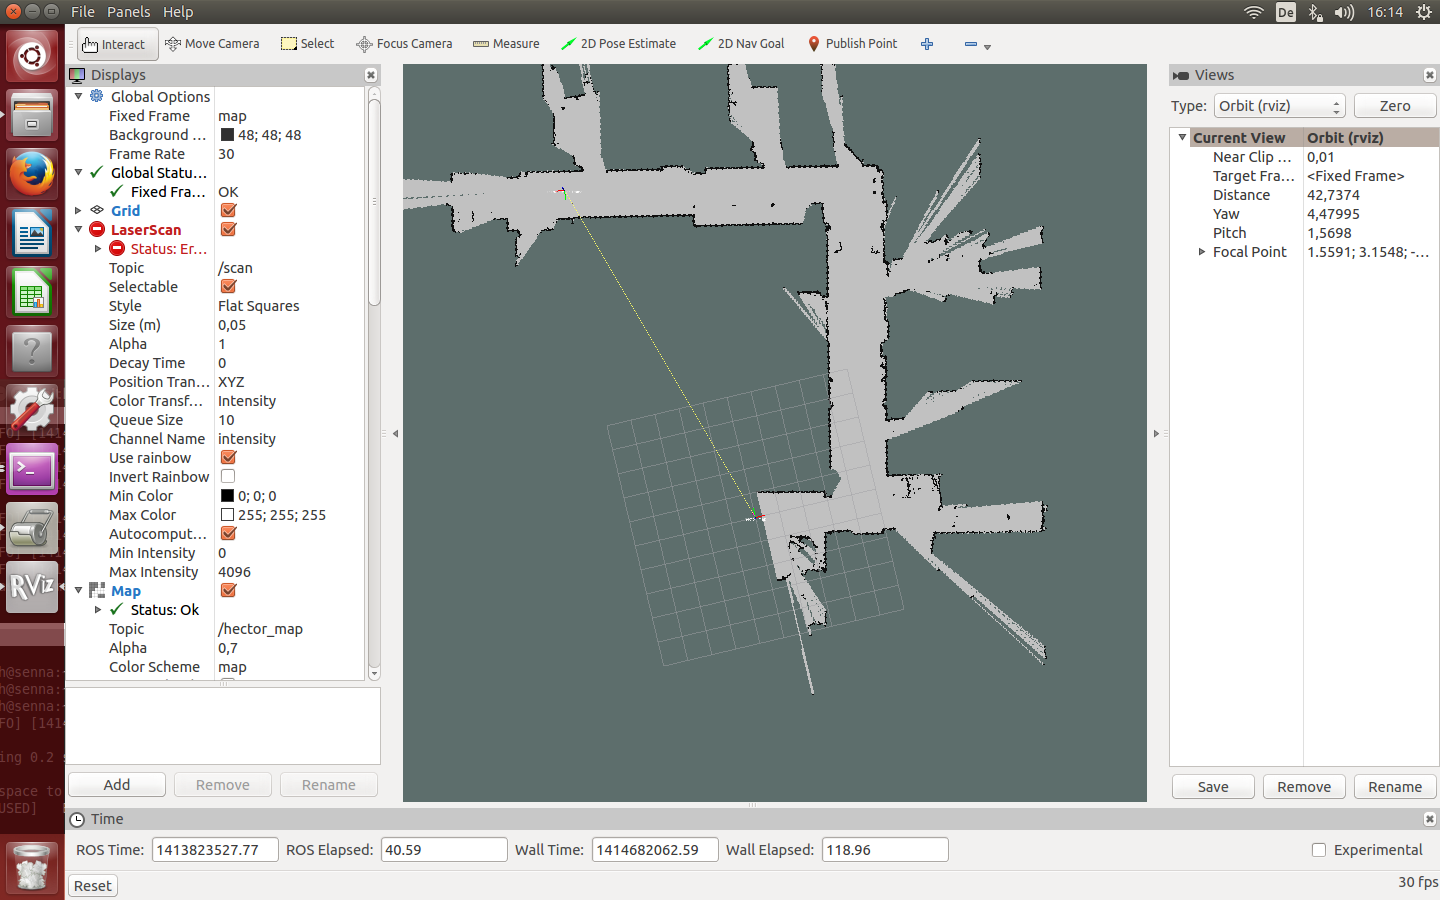 File Panels Help
De 16:14
Interact Move Camera Select Focus Camera Measure 2D Pose Estimate 2D Nav Goal Publish Point
Displays
Global Options
Fixed Frame map
Background ... 48; 48; 48
Frame Rate 30
Global Statu...
Fixed Fra... OK
Grid
LaserScan
Status: Er...
Topic /scan
Selectable
Style Flat Squares
Size (m) 0,05
Alpha 1
Decay Time 0
Position Tran... XYZ
Color Transf... Intensity
Queue Size 10
Channel Name intensity
Use rainbow
Invert Rainbow
Min Color 0; 0; 0
Max Color 255; 255; 255
Autocomput...
Min Intensity 0
Max Intensity 4096
Map
Status: Ok
Topic /hector_map
Alpha 0,7
Color Scheme map
Add Remove Rename
Views
Type: Orbit (rviz) Zero
Current View Orbit (rviz)
Near Clip ... 0,01
Target Fra... <Fixed Frame>
Distance 42,7374
Yaw 4,47995
Pitch 1,5698
Focal Point 1.5591; 3.1548; -...
Save Remove Rename
Time
ROS Time: 1413823527.77 ROS Elapsed: 40.59 Wall Time: 1414682062.59 Wall Elapsed: 118.96 Experimental
Reset 30 fps
RViz
h@senna:
h@senna:
h@senna:
FO] [141
ing 0.2 s
space to
USED]